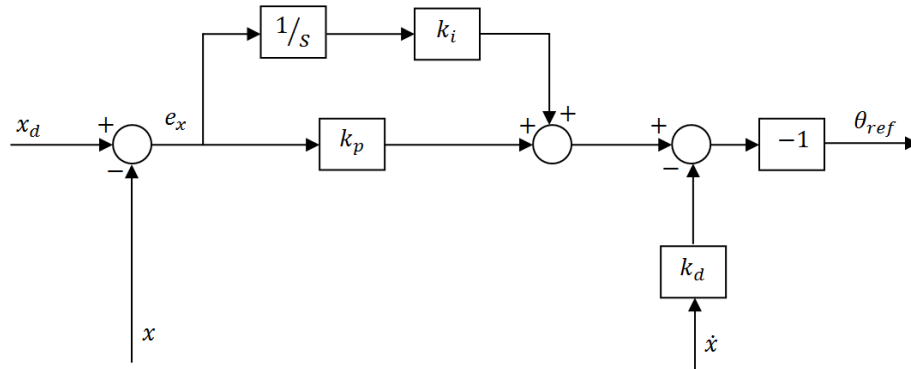 1/s
k_i
x_d
+
−
e_x
k_p
+
+
+
−
−1
θ_ref
k_d
x
ẋ